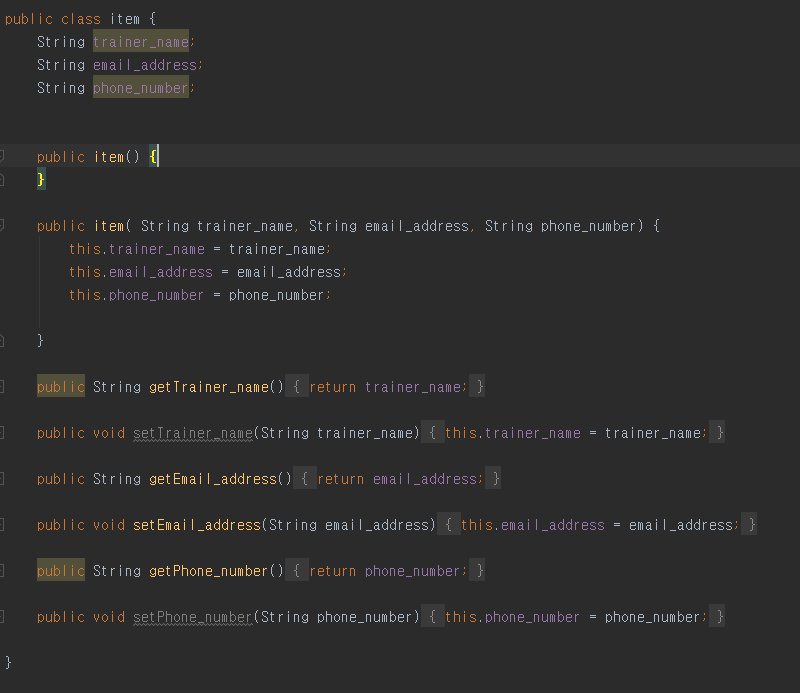 public class item {
String trainer_name;
String email_address;
String phone_number;
public item() {
}
public item( String trainer_name, String email_address, String phone_number) {
this.trainer_name = trainer_name;
this.email_address = email_address;
this.phone_number = phone_number;
}
public String getTrainer_name() { return trainer_name; }
public void setTrainer_name(String trainer_name) { this.trainer_name = trainer_name; }
public String getEmail_address() { return email_address; }
public void setEmail_address(String email_address) { this.email_address = email_address; }
public String getPhone_number() { return phone_number; }
public void setPhone_number(String phone_number) { this.phone_number = phone_number; }
}